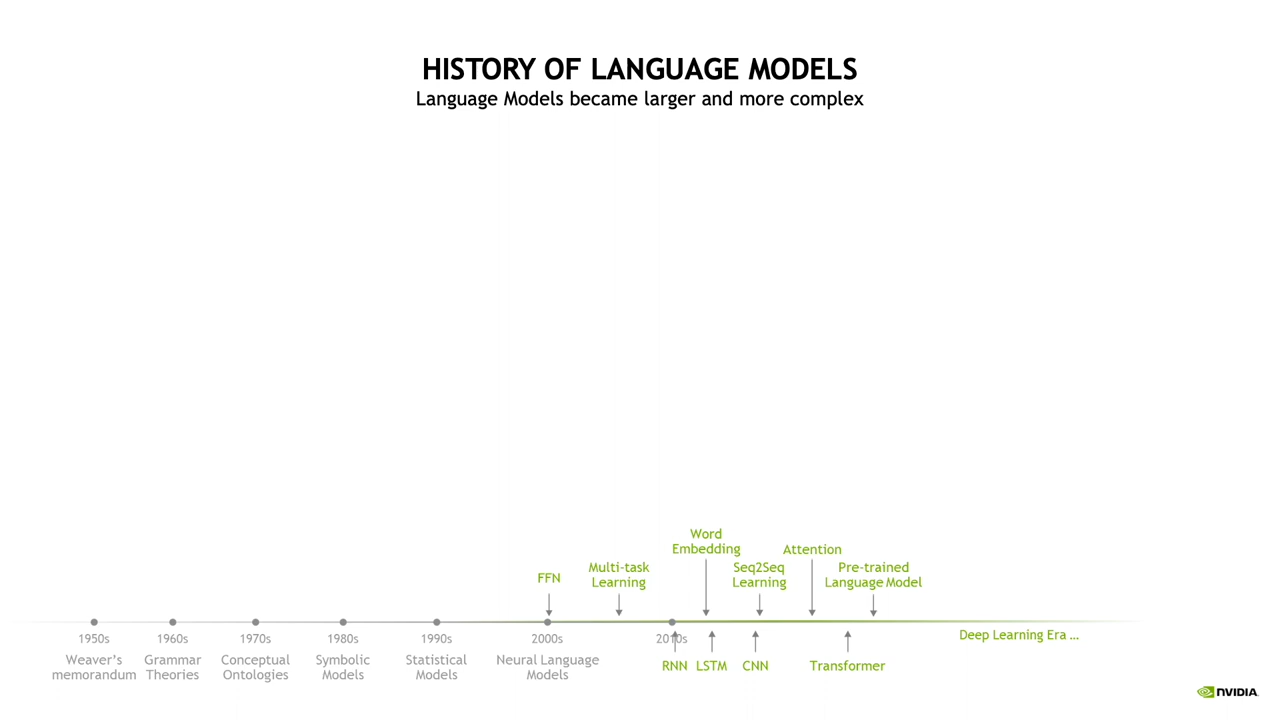 HISTORY OF LANGUAGE MODELS
Language Models became larger and more complex
Word
Embedding
Attention
FFN
Multi-task
Learning
Seq2Seq
Learning
Pre-trained
Language Model
1950s
1960s
1970s
1980s
1990s
2000s
2010s
Deep Learning Era ...
Weaver's
memorandum
Grammar
Theories
Conceptual
Ontologies
Symbolic
Models
Statistical
Models
Neural Language
Models
RNN
LSTM
CNN
Transformer
NVIDIA